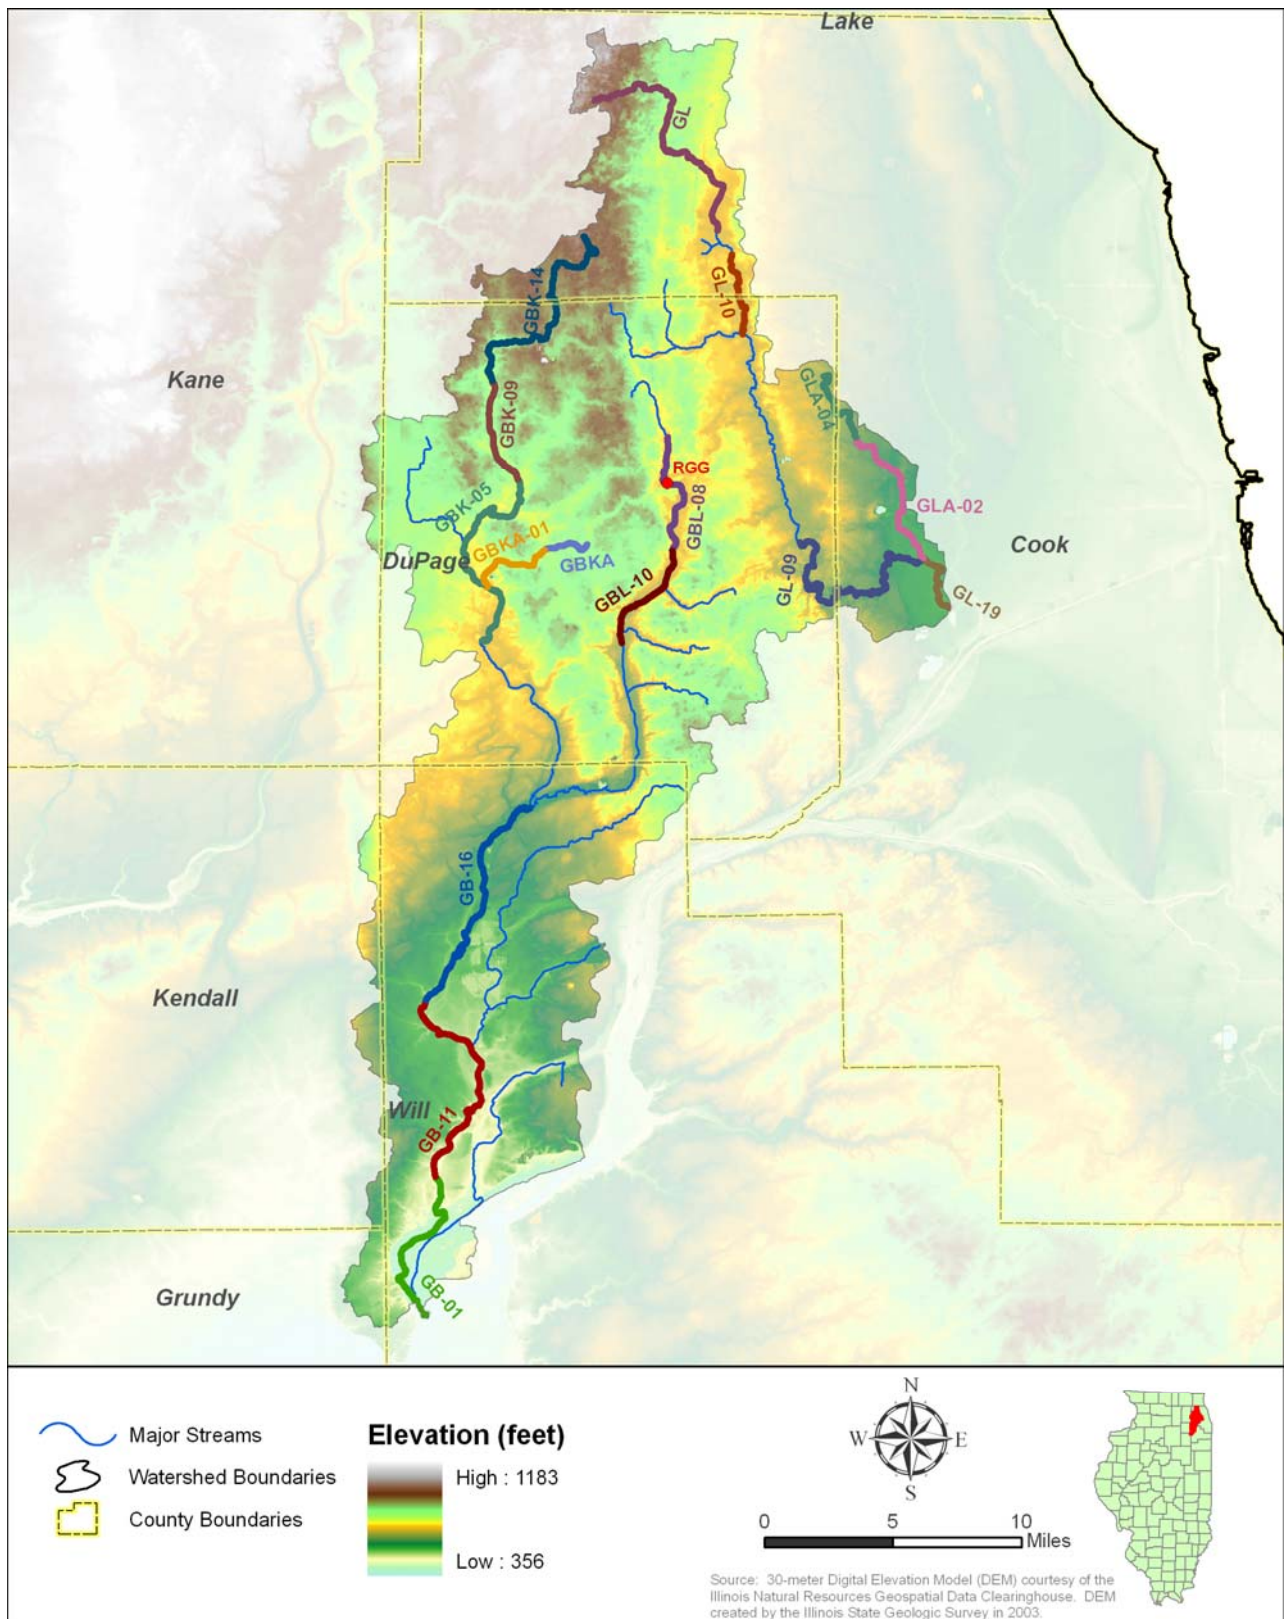 Lake
GL
GL-10
GBK-14
Kane
GLA-04
GBK-09
RGG
GBL-08
GLA-02
GBK-05
GBKA-01
GBKA
DuPage
Cook
GL-09
GBL-10
GL-19
GB-16
Kendall
Will
GB-11
Grundy
GB-01
Major Streams
Watershed Boundaries
County Boundaries
Elevation (feet)
High : 1183
Low : 356
N
W E
S
0 5 10
Miles
Source: 30-meter Digital Elevation Model (DEM) courtesy of the
Illinois Natural Resources Geospatial Data Clearinghouse. DEM
created by the Illinois State Geologic Survey in 2003.